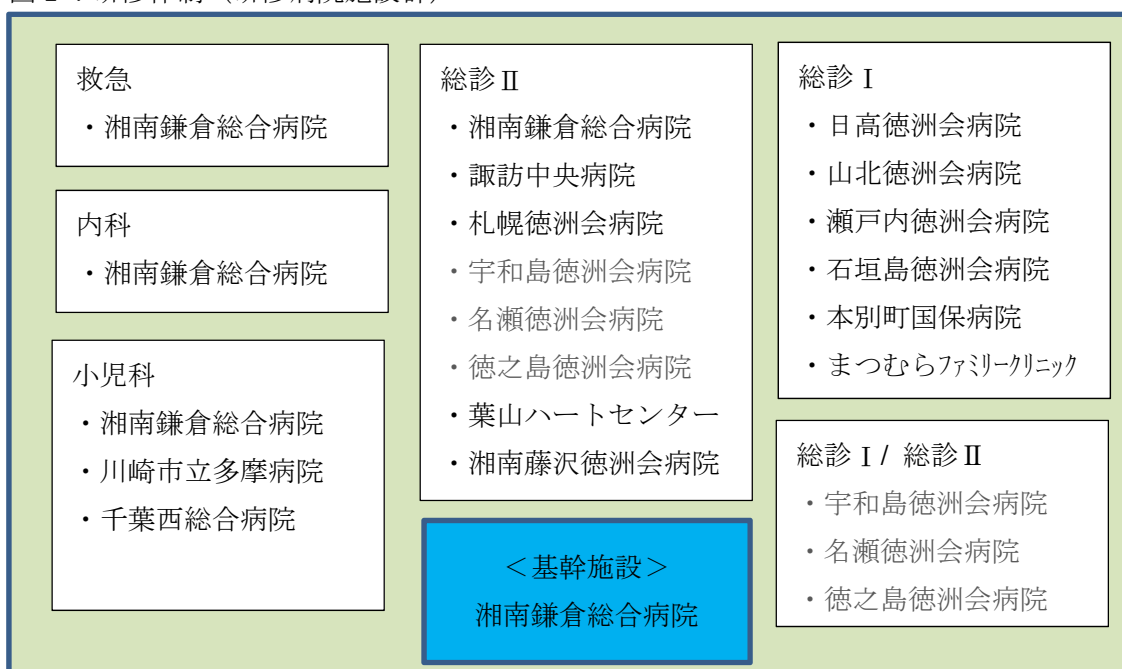 救急
・湘南鎌倉総合病院
内科
・湘南鎌倉総合病院
小児科
・湘南鎌倉総合病院
・川崎市立多摩病院
・千葉西総合病院
総診Ⅱ
・湘南鎌倉総合病院
・諏訪中央病院
・札幌徳洲会病院
・宇和島徳洲会病院
・名瀬徳洲会病院
・徳之島徳洲会病院
・葉山ハートセンター
・湘南藤沢徳洲会病院
＜基幹施設＞
湘南鎌倉総合病院
総診Ⅰ
・日高徳洲会病院
・山北徳洲会病院
・瀬戸内徳洲会病院
・石垣島徳洲会病院
・本別町国保病院
・まつむらﾌｧﾐﾘｰｸﾘﾆｯｸ
総診Ⅰ/ 総診Ⅱ
・宇和島徳洲会病院
・名瀬徳洲会病院
・徳之島徳洲会病院